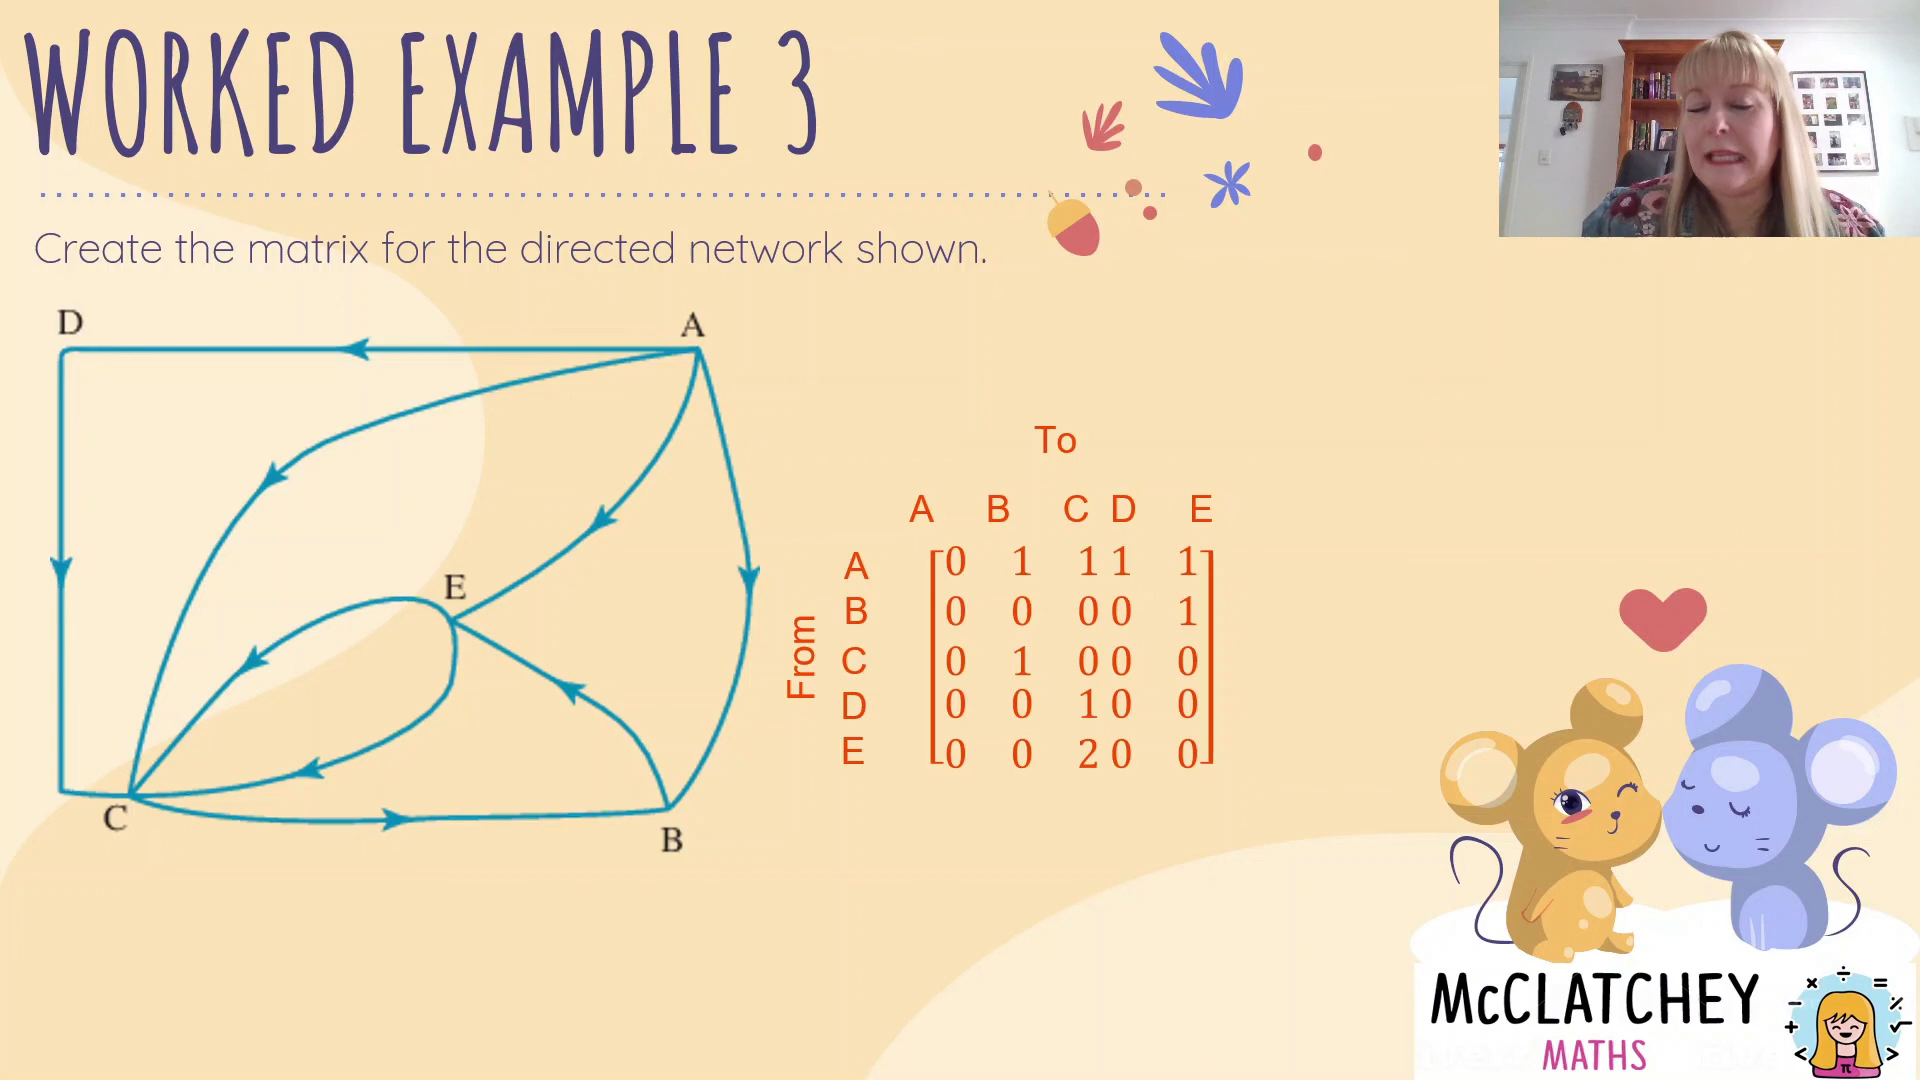 WORKED EXAMPLE 3
Create the matrix for the directed network shown.
D
A
E
C
B
To
A B C D E
From
A 0 1 1 1 1
B 0 0 0 0 1
C 0 1 0 0 0
D 0 0 1 0 0
E 0 0 2 0 0
McCLATCHEY
MATHS
× ÷ =
− %
+ √
< π >